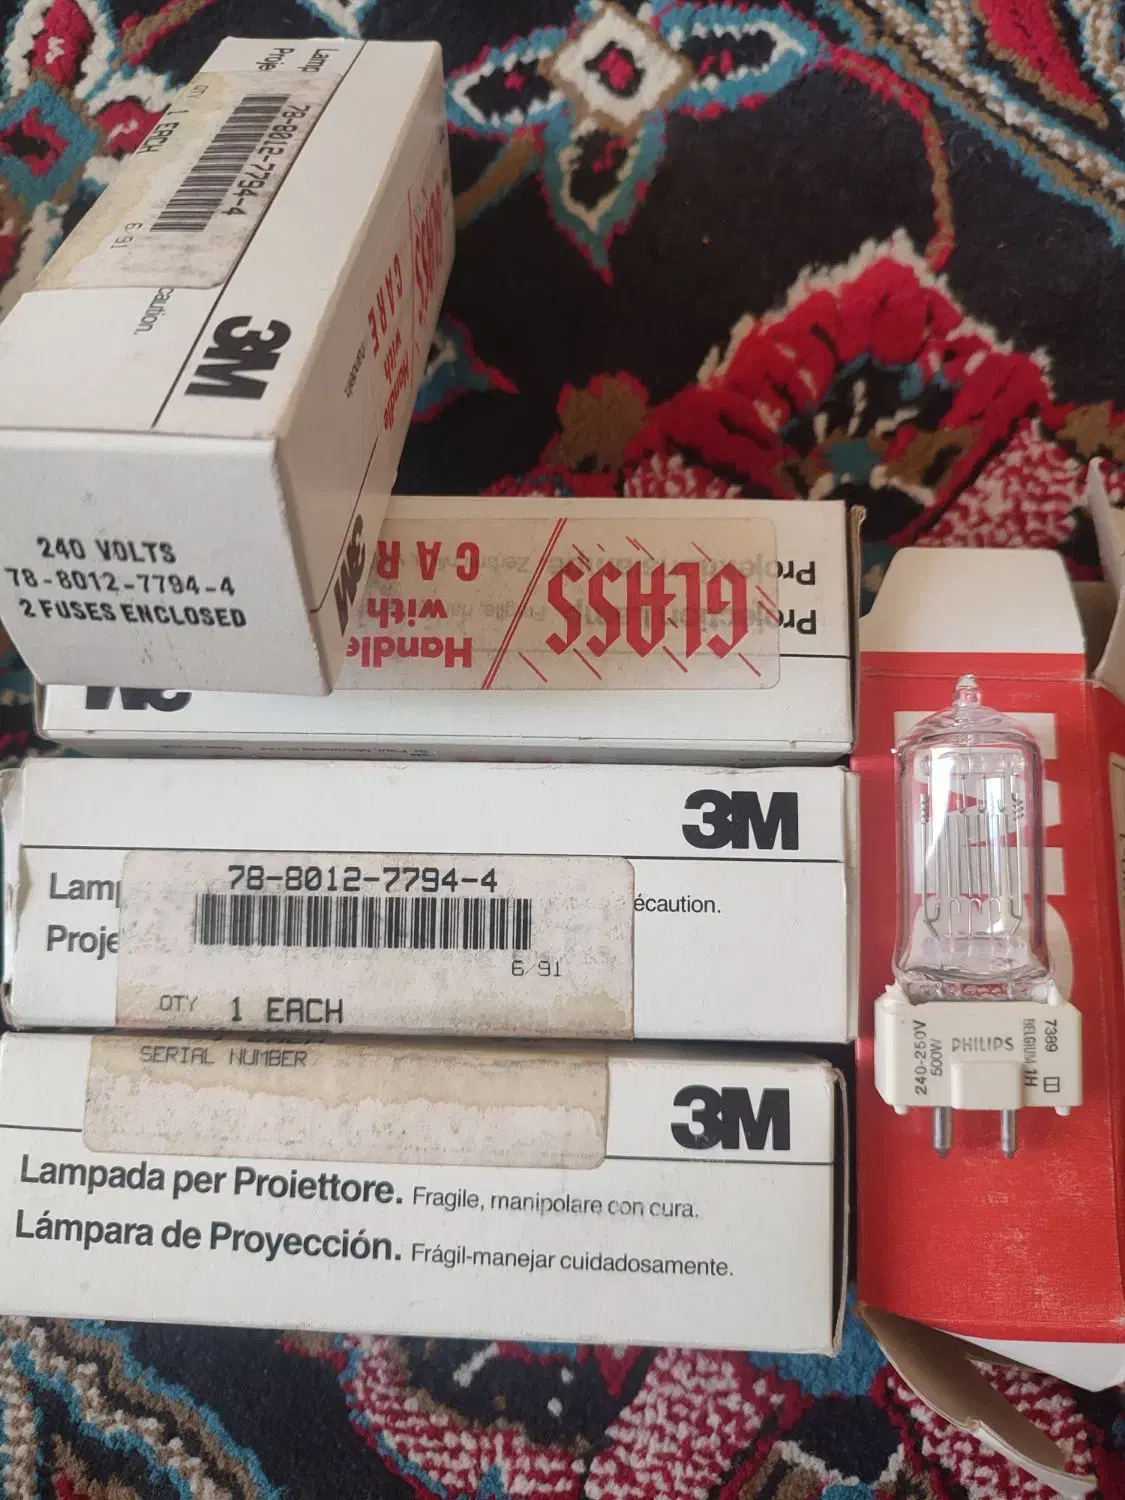 Lamp
Proje
78-8012-7794-4
QTY 1 EACH
6/91
caution.
3M
GLASS
Handle
with
CARE
240 VOLTS
78-8012-7794-4
2 FUSES ENCLOSED
3M
Proje
Projection
GLASS
Handle
with
CAR
3M
3M
Lamp
écaution.
Proje
78-8012-7794-4
6/91
QTY 1 EACH
SERIAL NUMBER
3M
Lampada per Proiettore. Fragile, manipolare con cura.
Lámpara de Proyección. Frágil-manejar cuidadosamente.
240-250V
500W
PHILIPS
7389
BELGIUM 1H